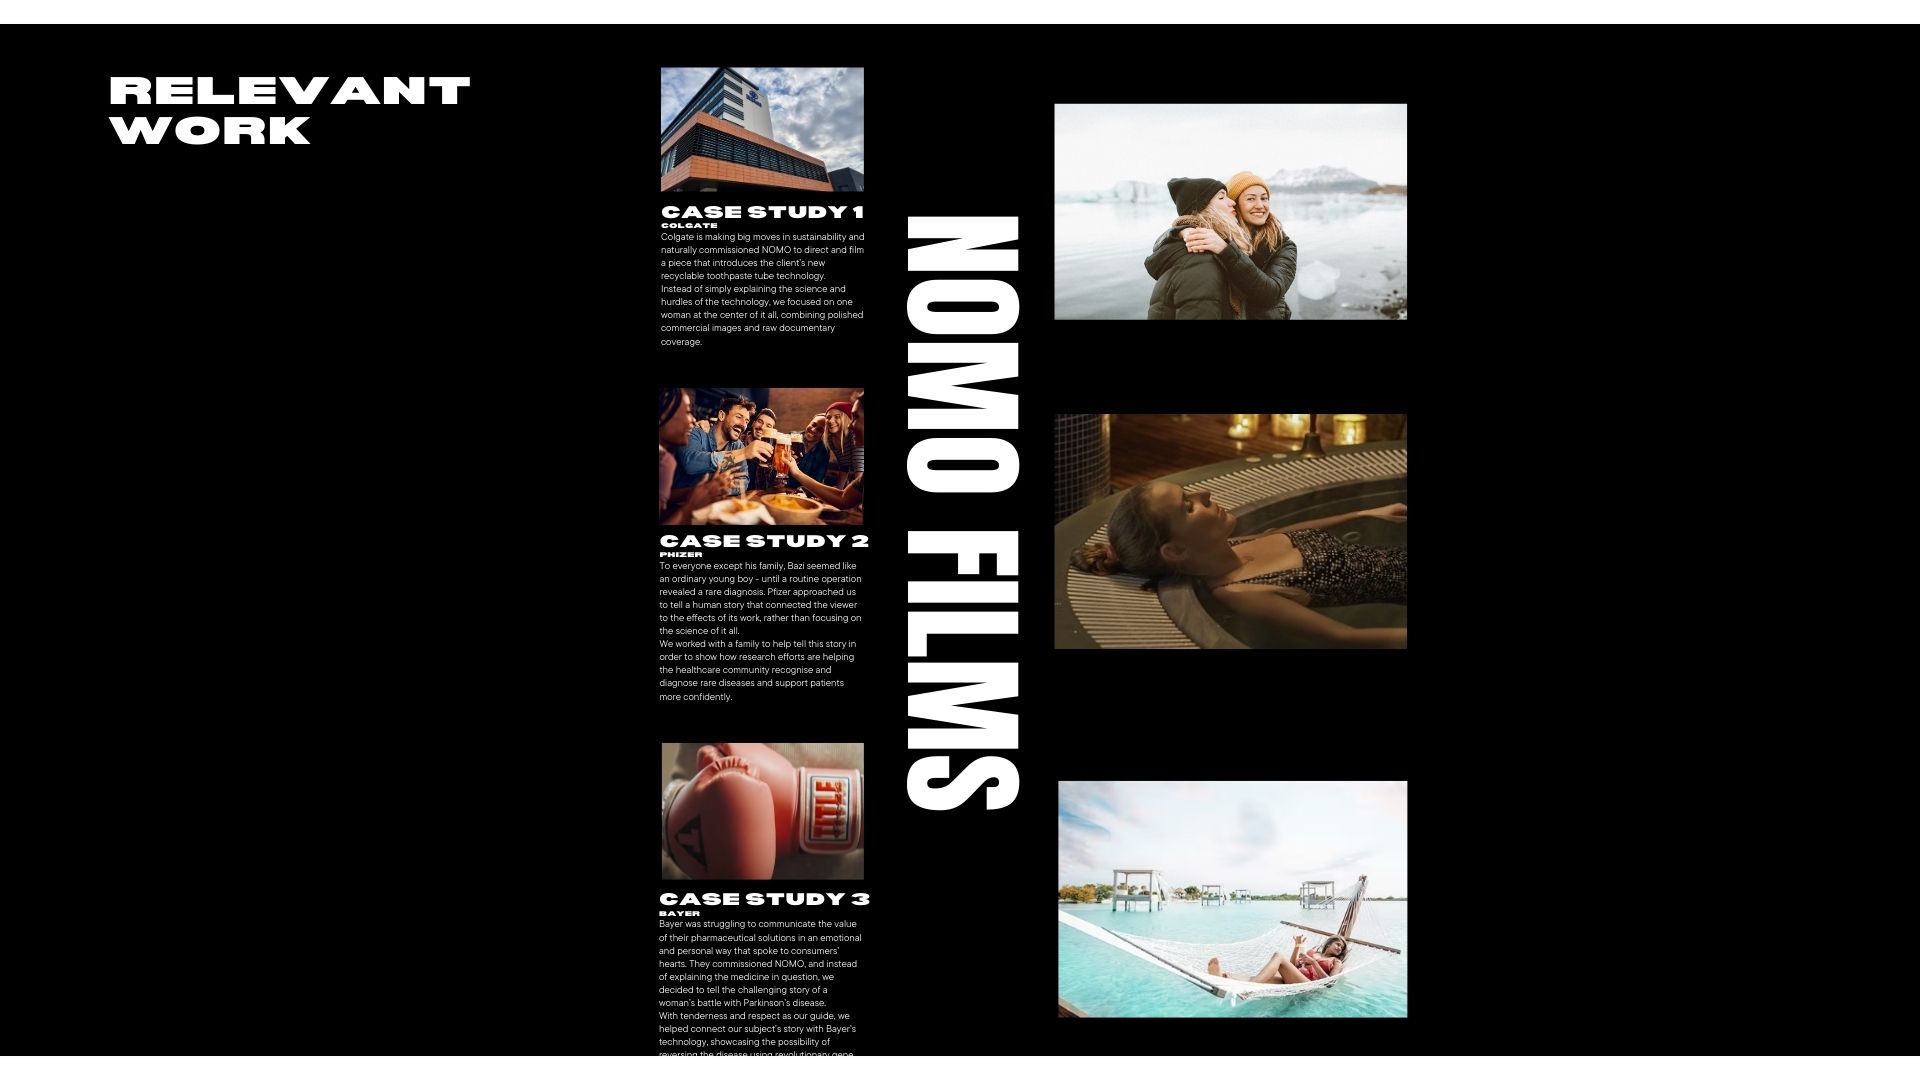 RELEVANT
WORK
CASE STUDY 1
COLGATE
Colgate is making big moves in sustainability and
naturally commissioned NOMO to direct and film
a piece that introduces the client's new
recyclable toothpaste tube technology.
Instead of simply explaining the science and
hurdles of the technology, we focused on one
woman at the center of it all, combining polished
commercial images and raw documentary
coverage.
CASE STUDY 2
PHIZER
To everyone except his family, Bazi seemed like
an ordinary young boy - until a routine operation
revealed a rare diagnosis. Pfizer approached us
to tell a human story that connected the viewer
to the effects of its work, rather than focusing on
the science of it all.
We worked with a family to help tell this story in
order to show how research efforts are helping
the healthcare community recognise and
diagnose rare diseases and support patients
more confidently.
TITLE
CASE STUDY 3
BAYER
Bayer was struggling to communicate the value
of their pharmaceutical solutions in an emotional
and personal way that spoke to consumers'
hearts. They commissioned NOMO, and instead
of explaining the medicine in question, we
decided to tell the challenging story of a
woman's battle with Parkinson's disease.
With tenderness and respect as our guide, we
helped connect our subject's story with Bayer's
technology, showcasing the possibility of
reversing the disease using revolutionary gene
NOMO FILMS